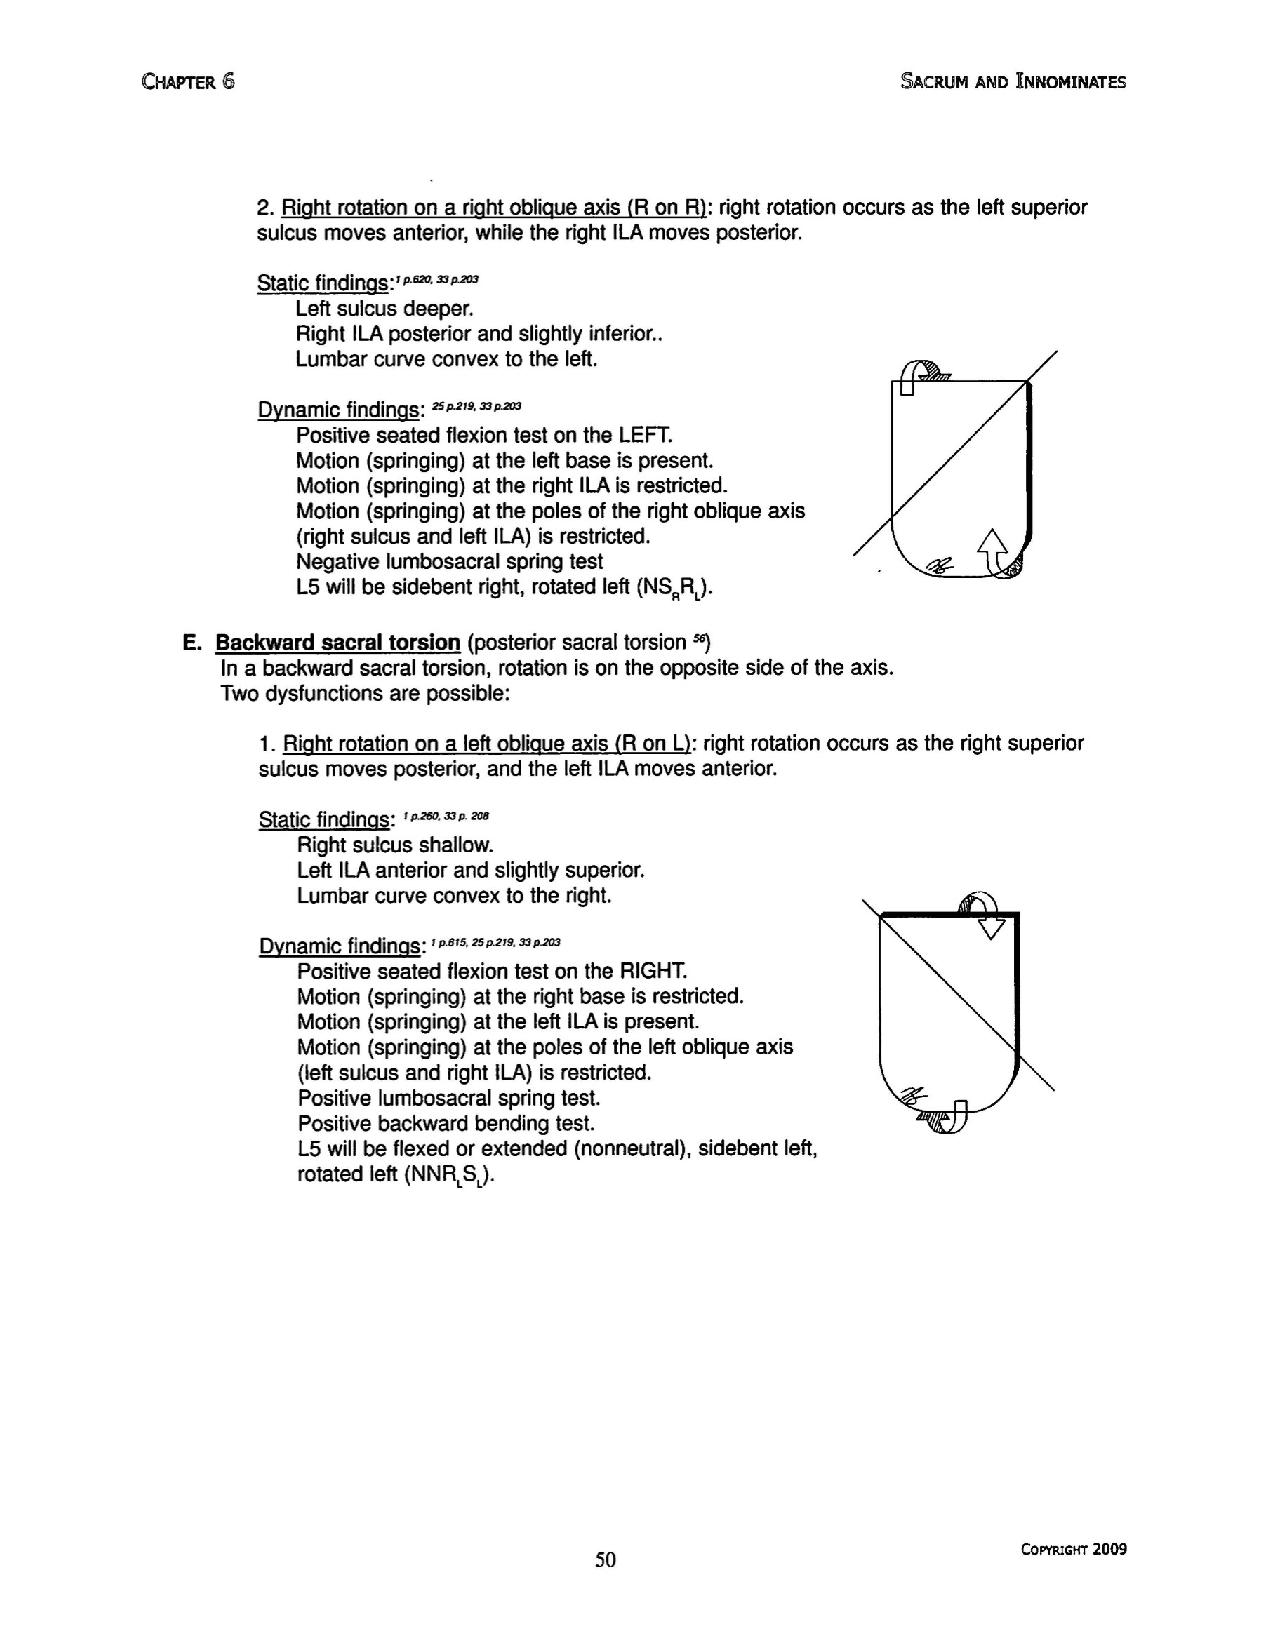 CHAPTER 6
SACRUM AND INNOMINATES
2. Right rotation on a right oblique axis (R on R): right rotation occurs as the left superior
sulcus moves anterior, while the right ILA moves posterior.
Static findings: 1 p.620, 33 p.203
Left sulcus deeper.
Right ILA posterior and slightly inferior..
Lumbar curve convex to the left.
Dynamic findings: 25 p.219, 33 p.203
Positive seated flexion test on the LEFT.
Motion (springing) at the left base is present.
Motion (springing) at the right ILA is restricted.
Motion (springing) at the poles of the right oblique axis
(right sulcus and left ILA) is restricted.
Negative lumbosacral spring test
L5 will be sidebent right, rotated left (NSRRL).
E. Backward sacral torsion (posterior sacral torsion 56)
In a backward sacral torsion, rotation is on the opposite side of the axis.
Two dysfunctions are possible:
1. Right rotation on a left oblique axis (R on L): right rotation occurs as the right superior
sulcus moves posterior, and the left ILA moves anterior.
Static findings: 1 p.260, 33 p. 208
Right sulcus shallow.
Left ILA anterior and slightly superior.
Lumbar curve convex to the right.
Dynamic findings: 1 p.615, 25 p.219, 33 p.203
Positive seated flexion test on the RIGHT.
Motion (springing) at the right base is restricted.
Motion (springing) at the left ILA is present.
Motion (springing) at the poles of the left oblique axis
(left sulcus and right ILA) is restricted.
Positive lumbosacral spring test.
Positive backward bending test.
L5 will be flexed or extended (nonneutral), sidebent left,
rotated left (NNRLSL).
50
COPYRIGHT 2009